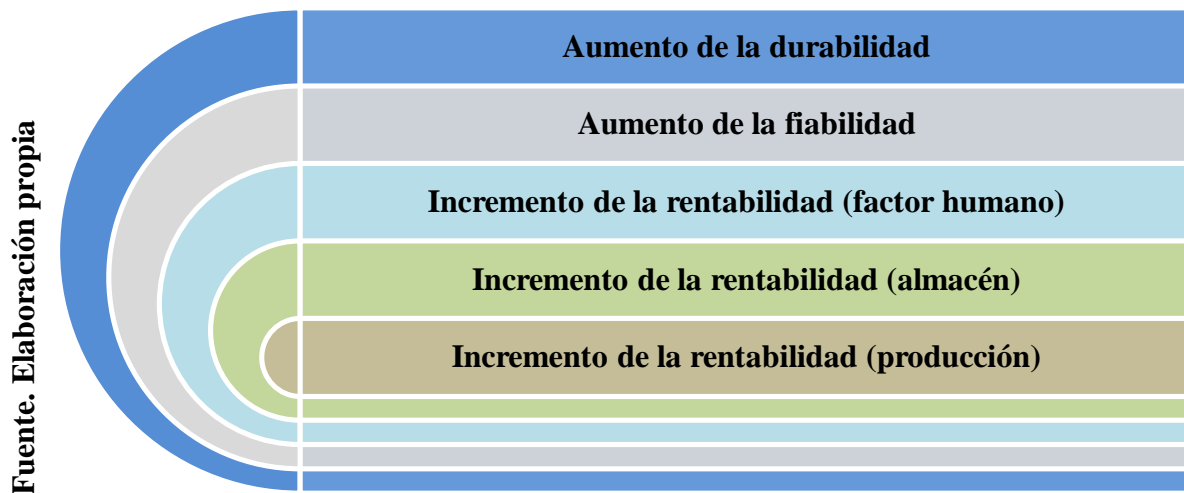 Aumento de la durabilidad
Aumento de la fiabilidad
Incremento de la rentabilidad (factor humano)
Incremento de la rentabilidad (almacén)
Incremento de la rentabilidad (producción)
Fuente. Elaboración propia